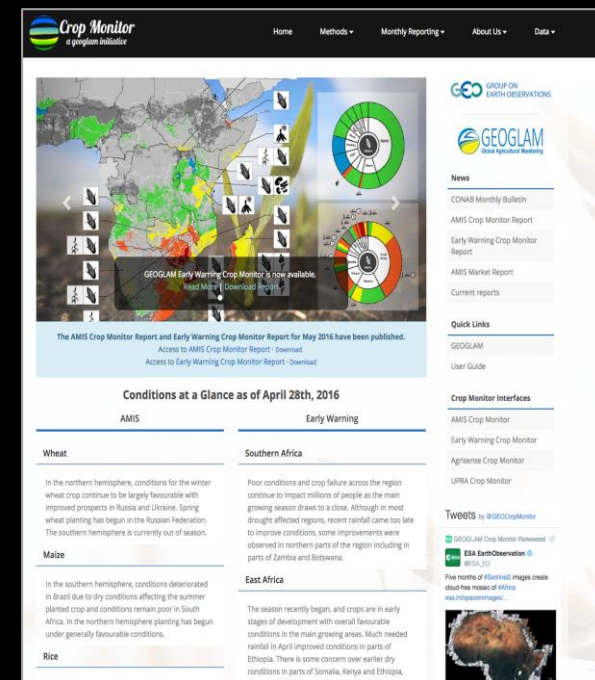 Crop Monitor
a geoglam initiative
Home
Methods
Monthly Reporting
About Us
Data
GEOGLAM Early Warning Crop Monitor is now available.
Read More | Download Report
The AMIS Crop Monitor Report and Early Warning Crop Monitor Report for May 2016 have been published.
Access to AMIS Crop Monitor Report - Download
Access to Early Warning Crop Monitor Report - Download
Conditions at a Glance as of April 28th, 2016
AMIS
Wheat
In the northern hemisphere, conditions for the winter
wheat crop continue to be largely favourable with
improved prospects in Russia and Ukraine. Spring
wheat planting has begun in the Russian Federation.
The southern hemisphere is currently out of season.
Maize
In the southern hemisphere, conditions deteriorated
in Brazil due to dry conditions affecting the summer
planted crop and conditions remain poor in South
Africa. In the northern hemisphere planting has begun
under generally favourable conditions.
Rice
Early Warning
Southern Africa
Poor conditions and crop failure across the region
continue to impact millions of people as the main
growing season draws to a close. Although in most
drought affected regions, recent rainfall came too late
to improve conditions, some improvements were
observed in northern parts of the region including in
parts of Zambia and Botswana.
East Africa
The season recently began, and crops are in early
stages of development with overall favourable
conditions in the main growing areas. Much needed
rainfall in April improved conditions in parts of
Ethiopia. There is some concern over earlier dry
conditions in parts of Somalia, Kenya and Ethiopia,
GEO GROUP ON
EARTH OBSERVATIONS
GEOGLAM
Global Agricultural Monitoring
News
CONAB Monthly Bulletin
AMIS Crop Monitor Report
Early Warning Crop Monitor
Report
AMIS Market Report
Current reports
Quick Links
GEOGLAM
User Guide
Crop Monitor Interfaces
AMIS Crop Monitor
Early Warning Crop Monitor
Agrisense Crop Monitor
UPRA Crop Monitor
Tweets by @GEOCropMonitor
GEOGLAM Crop Monitor Retweeted
esa
ESA EarthObservation
@ESA_EO
Five months of #Sentinel2 images create
cloud-free mosaic of #Africa
esa.int/spaceinimages/...